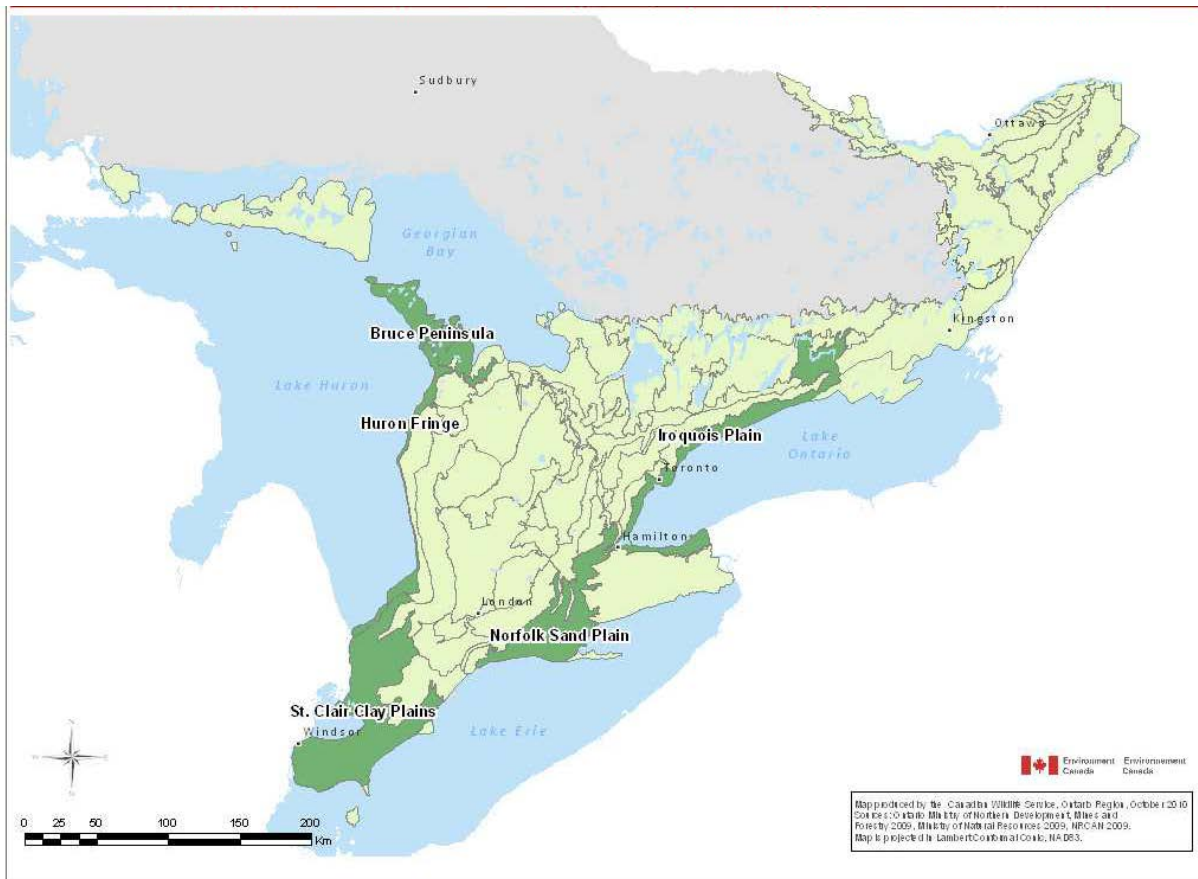 Sudbury
Ottawa
Georgian
Bay
Kingston
Bruce Peninsula
Lake Huron
Huron Fringe
Iroquois Plain
Lake
Ontario
Toronto
Hamilton
London
Norfolk Sand Plain
St. Clair Clay Plains
Windsor
Lake Erie
N
W
E
S
0 25 50 100 150 200
Km
Environment Environnement
Canada Canada
Map produced by the Canadian Wildlife Service, Ontario Region, October 2010
Sources: Ontario Ministry of Northern Development, Mines and
Forestry 2009, Ministry of Natural Resources 2009, NRCAN 2009.
Map is projected in Lambert Conformal Conic, NAD83.